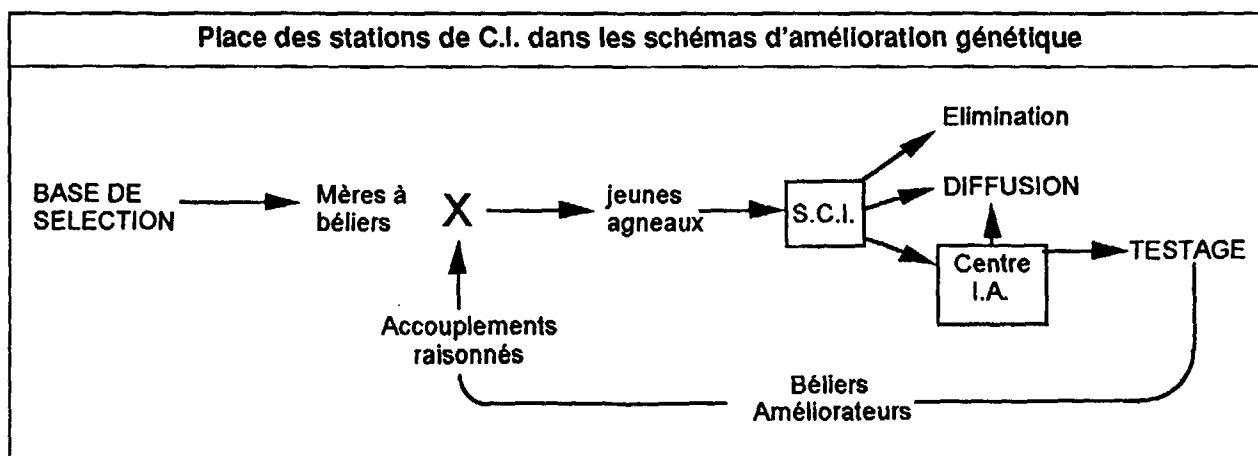 Place des stations de C.I. dans les schémas d'amélioration génétique
Elimination
BASE DE
SELECTION
Mères à
béliers
X
jeunes
agneaux
S.C.I.
DIFFUSION
Centre
I.A.
TESTAGE
Accouplements
raisonnés
Béliers
Améliorateurs